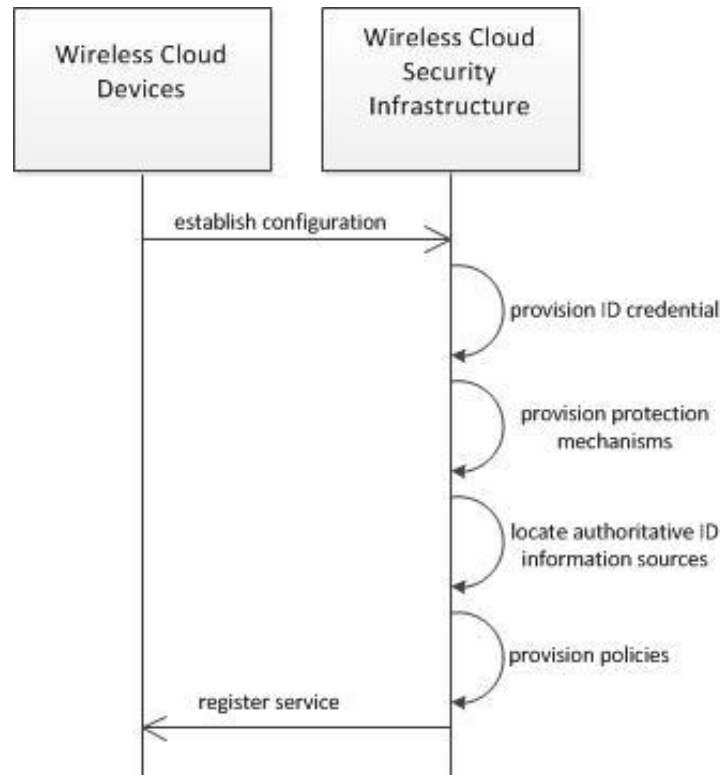 Wireless Cloud
Devices
Wireless Cloud
Security
Infrastructure
establish configuration
provision ID credential
provision protection
mechanisms
locate authoritative ID
information sources
provision policies
register service